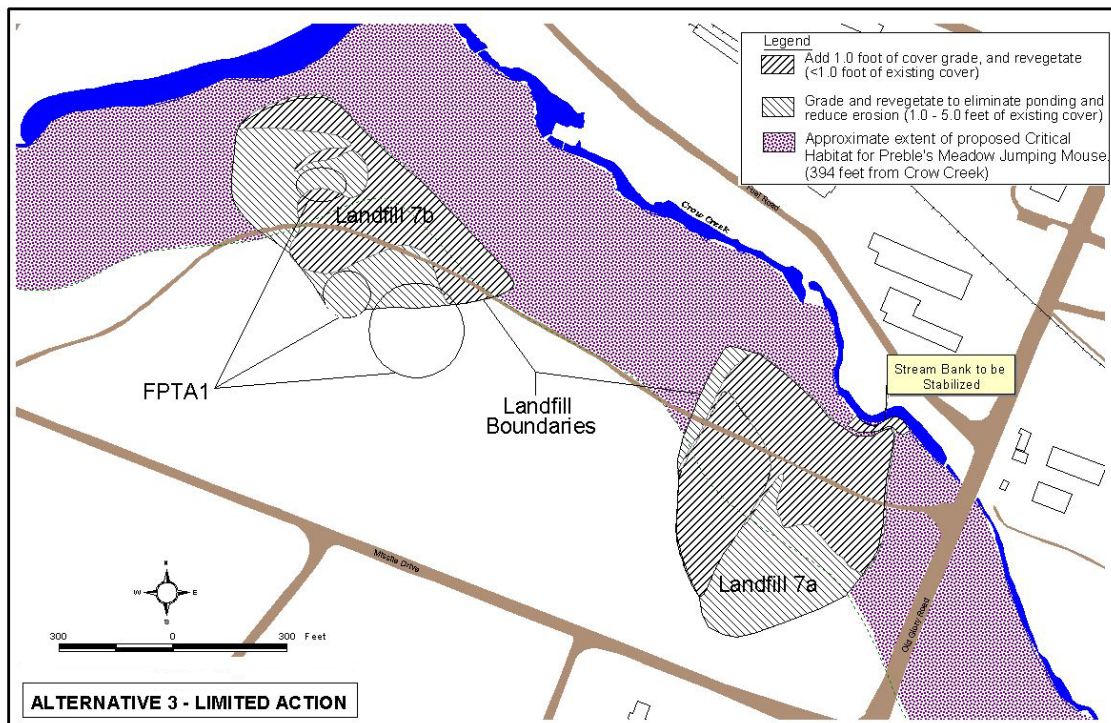 Legend
Add 1.0 foot of cover grade, and revegetate
(<1.0 foot of existing cover)
Grade and revegetate to eliminate ponding and
reduce erosion (1.0 - 5.0 feet of existing cover)
Approximate extent of proposed Critical
Habitat for Preble's Meadow Jumping Mouse.
(394 feet from Crow Creek)
Road
Crow Creek
Landfill 7b
Stream Bank to be
Stabilized
FPTA1
Landfill
Boundaries
Missile Drive
Landfill 7a
Old Glory Road
N
W
E
S
300
0
300
Feet
ALTERNATIVE 3 - LIMITED ACTION